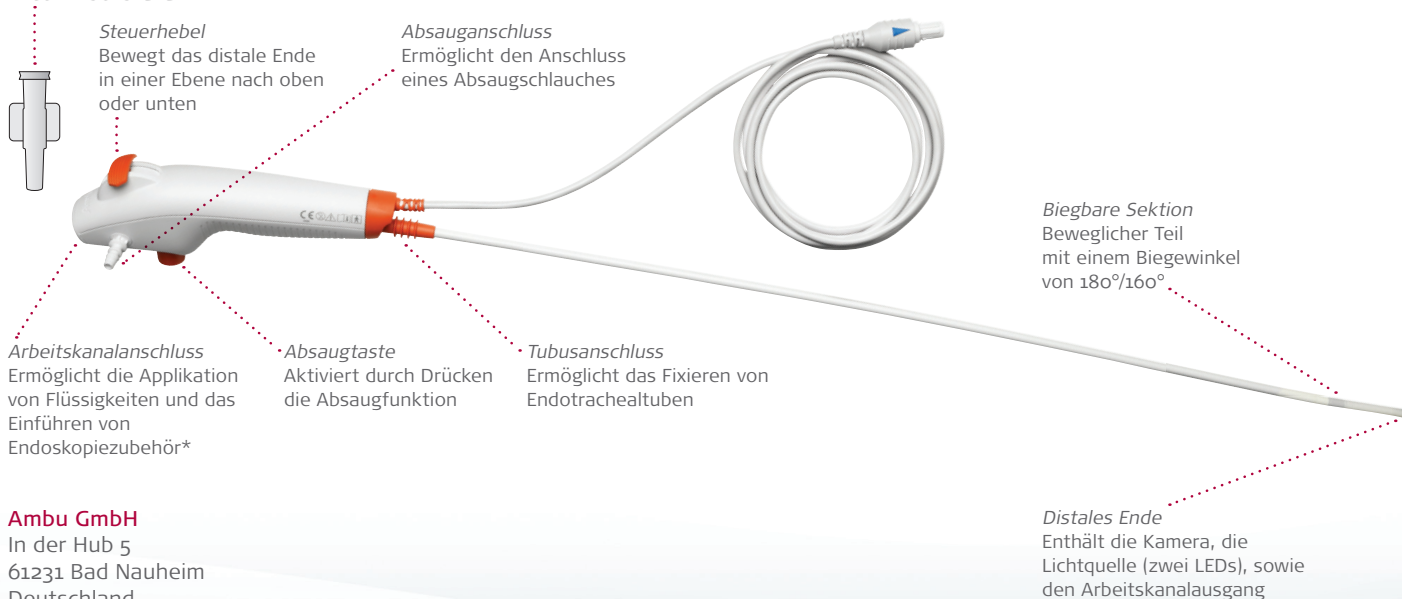 Steuerhebel
Bewegt das distale Ende
in einer Ebene nach oben
oder unten
Absauganschluss
Ermöglicht den Anschluss
eines Absaugschlauches
Biegbare Sektion
Beweglicher Teil
mit einem Biegewinkel
von 180°/160°
Arbeitskanalanschluss
Ermöglicht die Applikation
von Flüssigkeiten und das
Einführen von
Endoskopiezubehör*
Absaugtaste
Aktiviert durch Drücken
die Absaugfunktion
Tubusanschluss
Ermöglicht das Fixieren von
Endotrachealtuben
Distales Ende
Enthält die Kamera, die
Lichtquelle (zwei LEDs), sowie
den Arbeitskanalausgang
Ambu GmbH
In der Hub 5
61231 Bad Nauheim
Deutschland